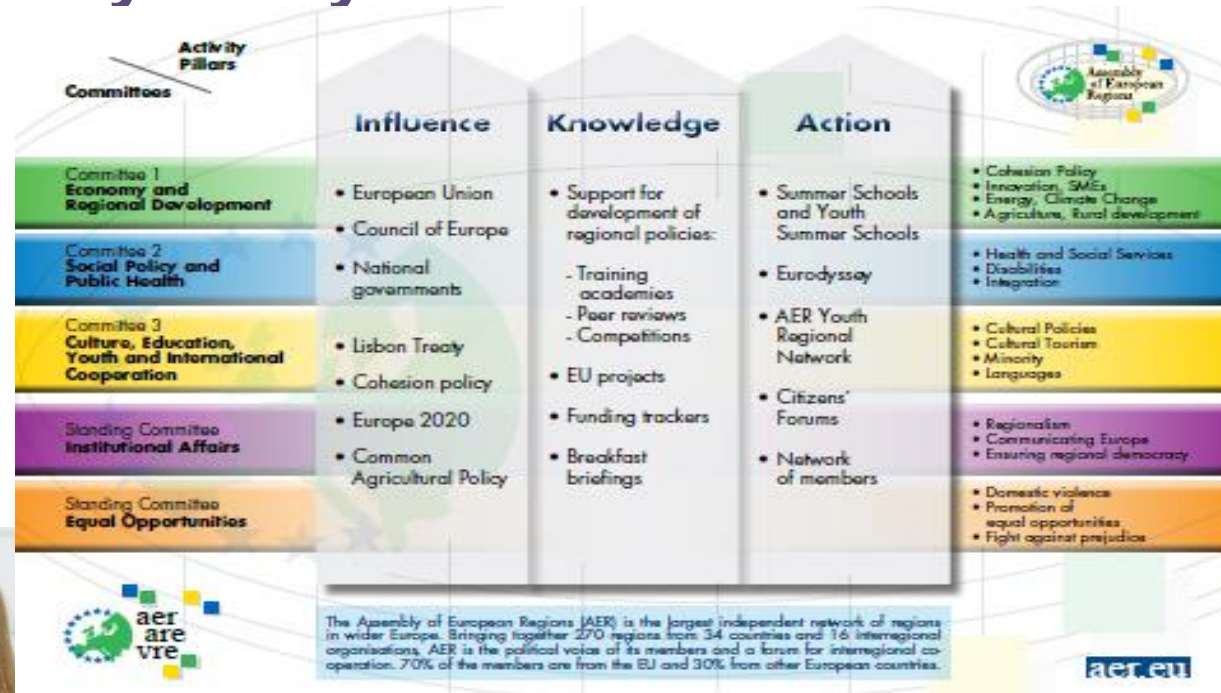 Activity
Pillars
Committees
Assembly
of European
Regions
Influence
Knowledge
Action
Committee 1
Economy and
Regional Development
Committee 2
Social Policy and
Public Health
Committee 3
Culture, Education,
Youth and International
Cooperation
Standing Committee
Institutional Affairs
Standing Committee
Equal Opportunities
• European Union
• Council of Europe
• National
governments
• Lisbon Treaty
• Cohesion policy
• Europe 2020
• Common
Agricultural Policy
• Support for
development of
regional policies:
- Training
academies
- Peer reviews
- Competitions
• EU projects
• Funding trackers
• Breakfast
briefings
• Summer Schools
and Youth
Summer Schools
• Eurodyssey
• AER Youth
Regional
Network
• Citizens'
Forums
• Network
of members
• Cohesion Policy
• Innovation, SMEs
• Energy, Climate Change
• Agriculture, Rural development
• Health and Social Services
• Disabilities
• Integration
• Cultural Policies
• Cultural Tourism
• Minority
• Languages
• Regionalism
• Communicating Europe
• Ensuring regional democracy
• Domestic violence
• Promotion of
equal opportunities
• Fight against prejudice
aer
are
vre
The Assembly of European Regions (AER) is the largest independent network of regions
in wider Europe. Bringing together 270 regions from 34 countries and 16 interregional
organisations, AER is the political voice of its members and a forum for interregional co-
operation. 70% of the members are from the EU and 30% from other European countries.
aer.eu